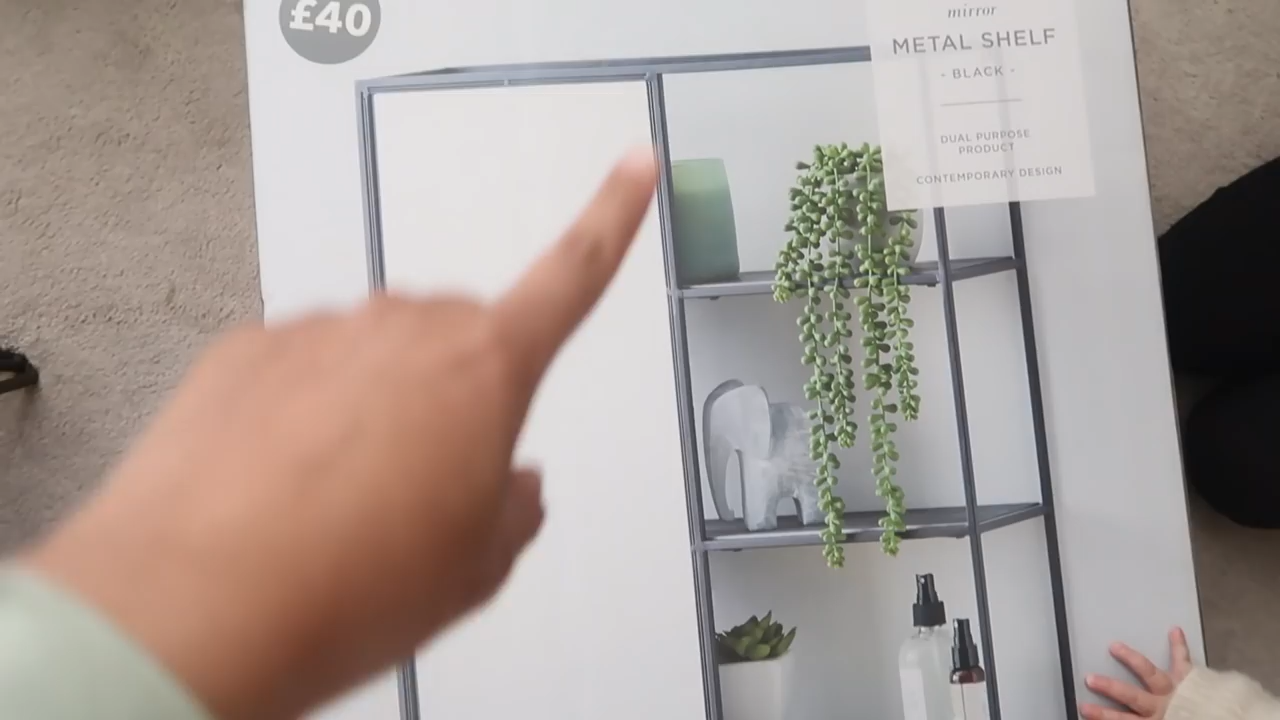 £40
mirror
METAL SHELF
- BLACK -
DUAL PURPOSE
PRODUCT
CONTEMPORARY DESIGN